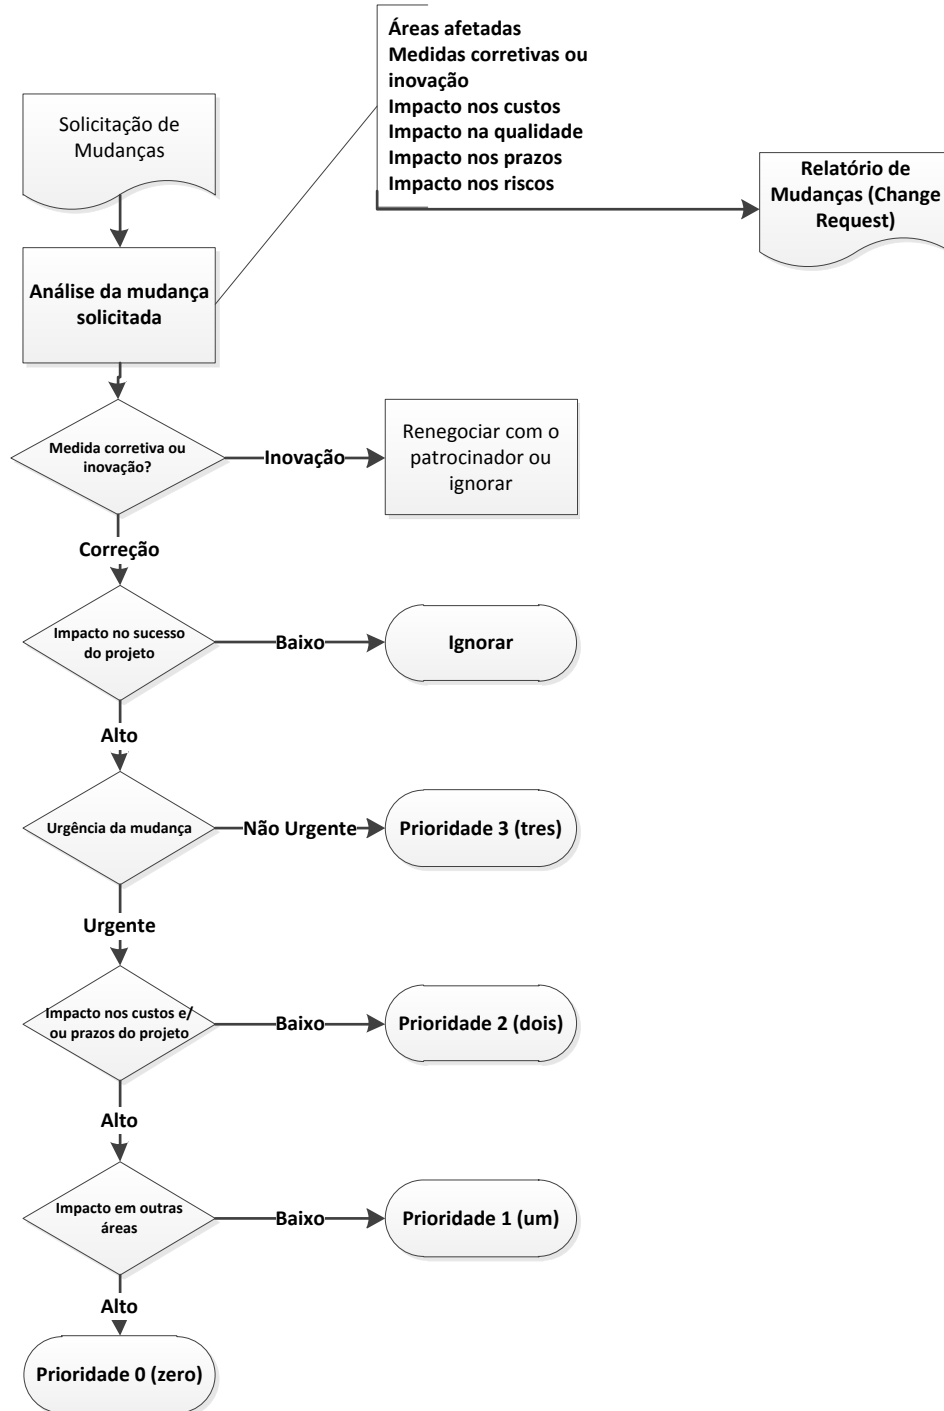 Áreas afetadas
Medidas corretivas ou
inovação
Impacto nos custos
Impacto na qualidade
Impacto nos prazos
Impacto nos riscos
Solicitação de
Mudanças
Relatório de
Mudanças (Change
Request)
Análise da mudança
solicitada
Medida corretiva ou
inovação?
Inovação
Renegociar com o
patrocinador ou
ignorar
Correção
Impacto no sucesso
do projeto
Baixo
Ignorar
Alto
Urgência da mudança
Não Urgente
Prioridade 3 (tres)
Urgente
Impacto nos custos e/
ou prazos do projeto
Baixo
Prioridade 2 (dois)
Alto
Impacto em outras
áreas
Baixo
Prioridade 1 (um)
Alto
Prioridade 0 (zero)